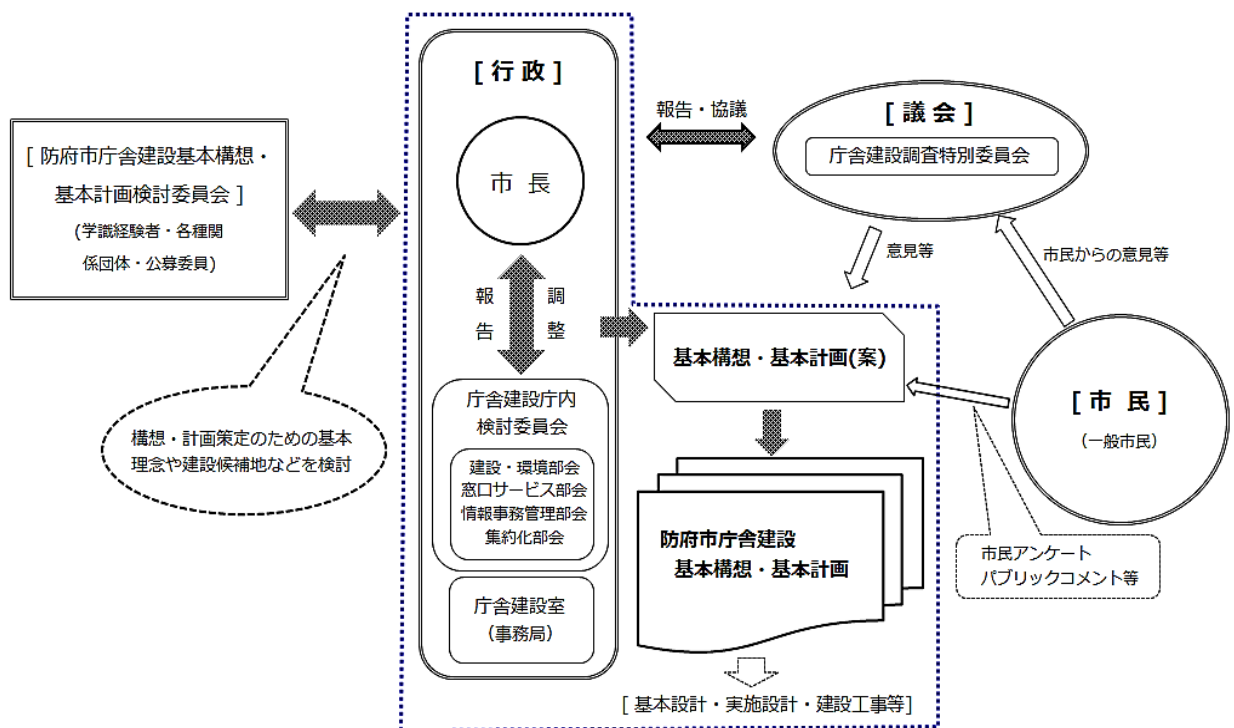 [ 行 政 ]
市 長
報告
調整
庁舎建設庁内
検討委員会
建設・環境部会
窓口サービス部会
情報事務管理部会
集約化部会
庁舎建設室
（事務局）
[ 防府市庁舎建設基本構想・
基本計画検討委員会 ]
(学識経験者・各種関
係団体・公募委員)
構想・計画策定のための基本
理念や建設候補地などを検討
報告・協議
[ 議 会 ]
庁舎建設調査特別委員会
意見等
市民からの意見等
基本構想・基本計画(案)
[ 市 民 ]
（一般市民）
市民アンケート
パブリックコメント等
防府市庁舎建設
基本構想・基本計画
[ 基本設計・実施設計・建設工事等]